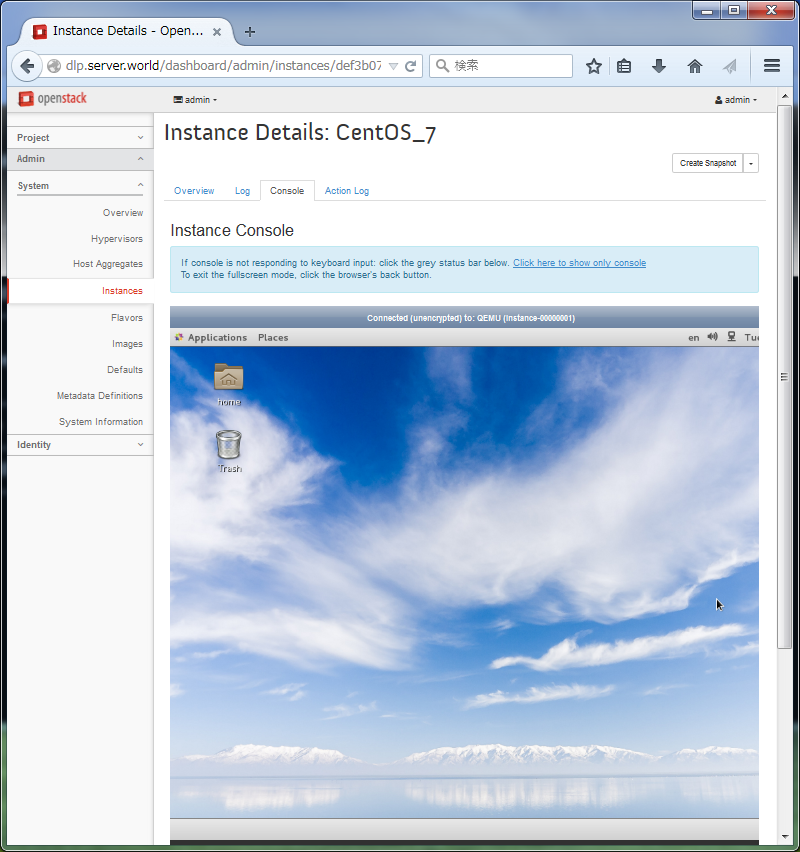 Instance Details - Open...
dlp.server.world/dashboard/admin/instances/def3b07
検索
openstack
admin
admin
Project
Admin
System
Overview
Hypervisors
Host Aggregates
Instances
Flavors
Images
Defaults
Metadata Definitions
System Information
Identity
Instance Details: CentOS_7
Create Snapshot
Overview Log Console Action Log
Instance Console
If console is not responding to keyboard input: click the grey status bar below. Click here to show only console
To exit the fullscreen mode, click the browser's back button.
Connected (unencrypted) to: QEMU (instance-00000001)
Applications Places en Tue
home
Trash